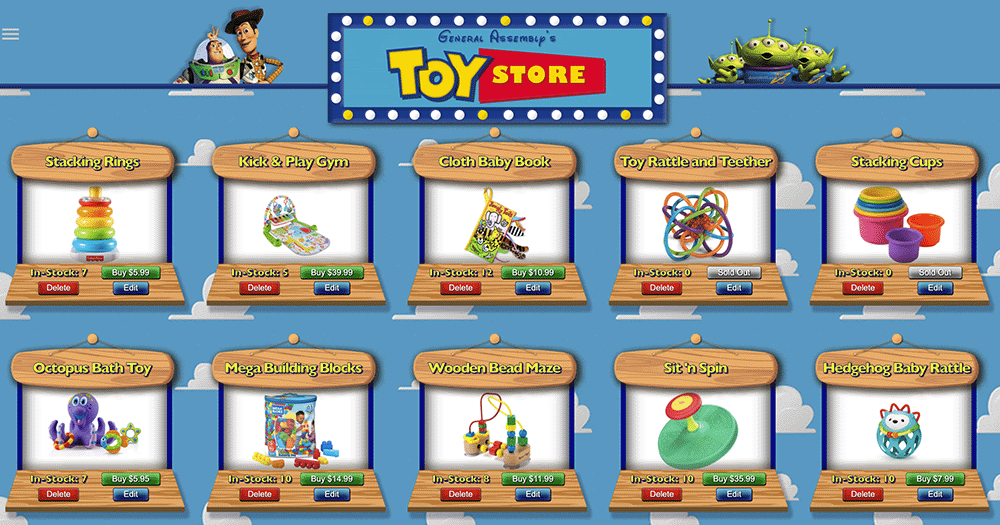 General Assembly's
TOY STORE
Stacking Rings
Kick & Play Gym
Cloth Baby Book
Toy Rattle and Teether
Stacking Cups
In-Stock: 7 Buy $5.99
In-Stock: 5 Buy $39.99
In-Stock: 12 Buy $10.99
In-Stock: 0 Sold Out
In-Stock: 0 Sold Out
Delete Edit
Delete Edit
Delete Edit
Delete Edit
Delete Edit
Octopus Bath Toy
Mega Building Blocks
Wooden Bead Maze
Sit 'n Spin
Hedgehog Baby Rattle
In-Stock: 7 Buy $5.95
In-Stock: 10 Buy $14.99
In-Stock: 8 Buy $11.99
In-Stock: 10 Buy $35.99
In-Stock: 10 Buy $7.99
Delete Edit
Delete Edit
Delete Edit
Delete Edit
Delete Edit